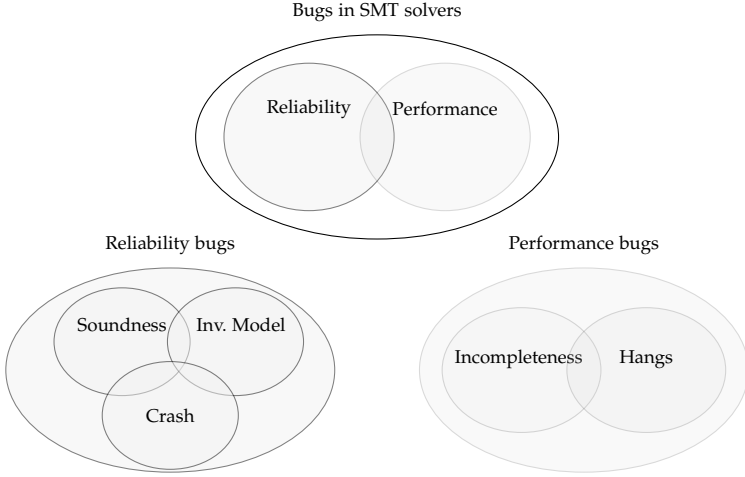 Bugs in SMT solvers
Reliability
Performance
Reliability bugs
Soundness
Inv. Model
Crash
Performance bugs
Incompleteness
Hangs